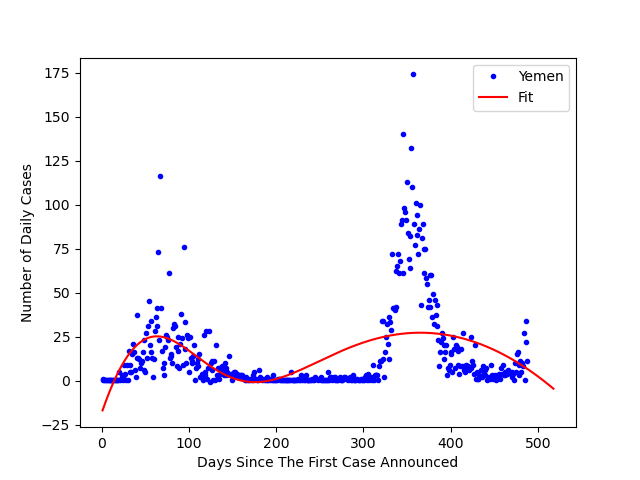 175
150
125
100
75
50
25
0
−25
0 100 200 300 400 500
Number of Daily Cases
Days Since The First Case Announced
Yemen
Fit